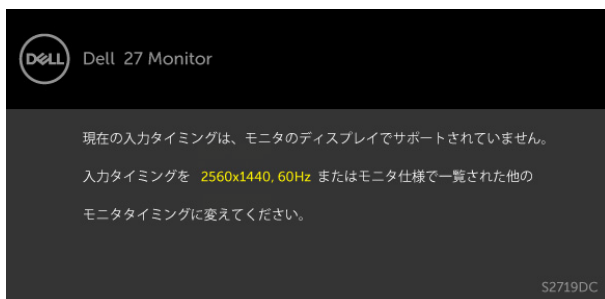 DELL Dell 27 Monitor
現在の入力タイミングは、モニタのディスプレイでサポートされていません。
入力タイミングを 2560x1440, 60Hz またはモニタ仕様で一覧された他の
モニタタイミングに変えてください。
S2719DC